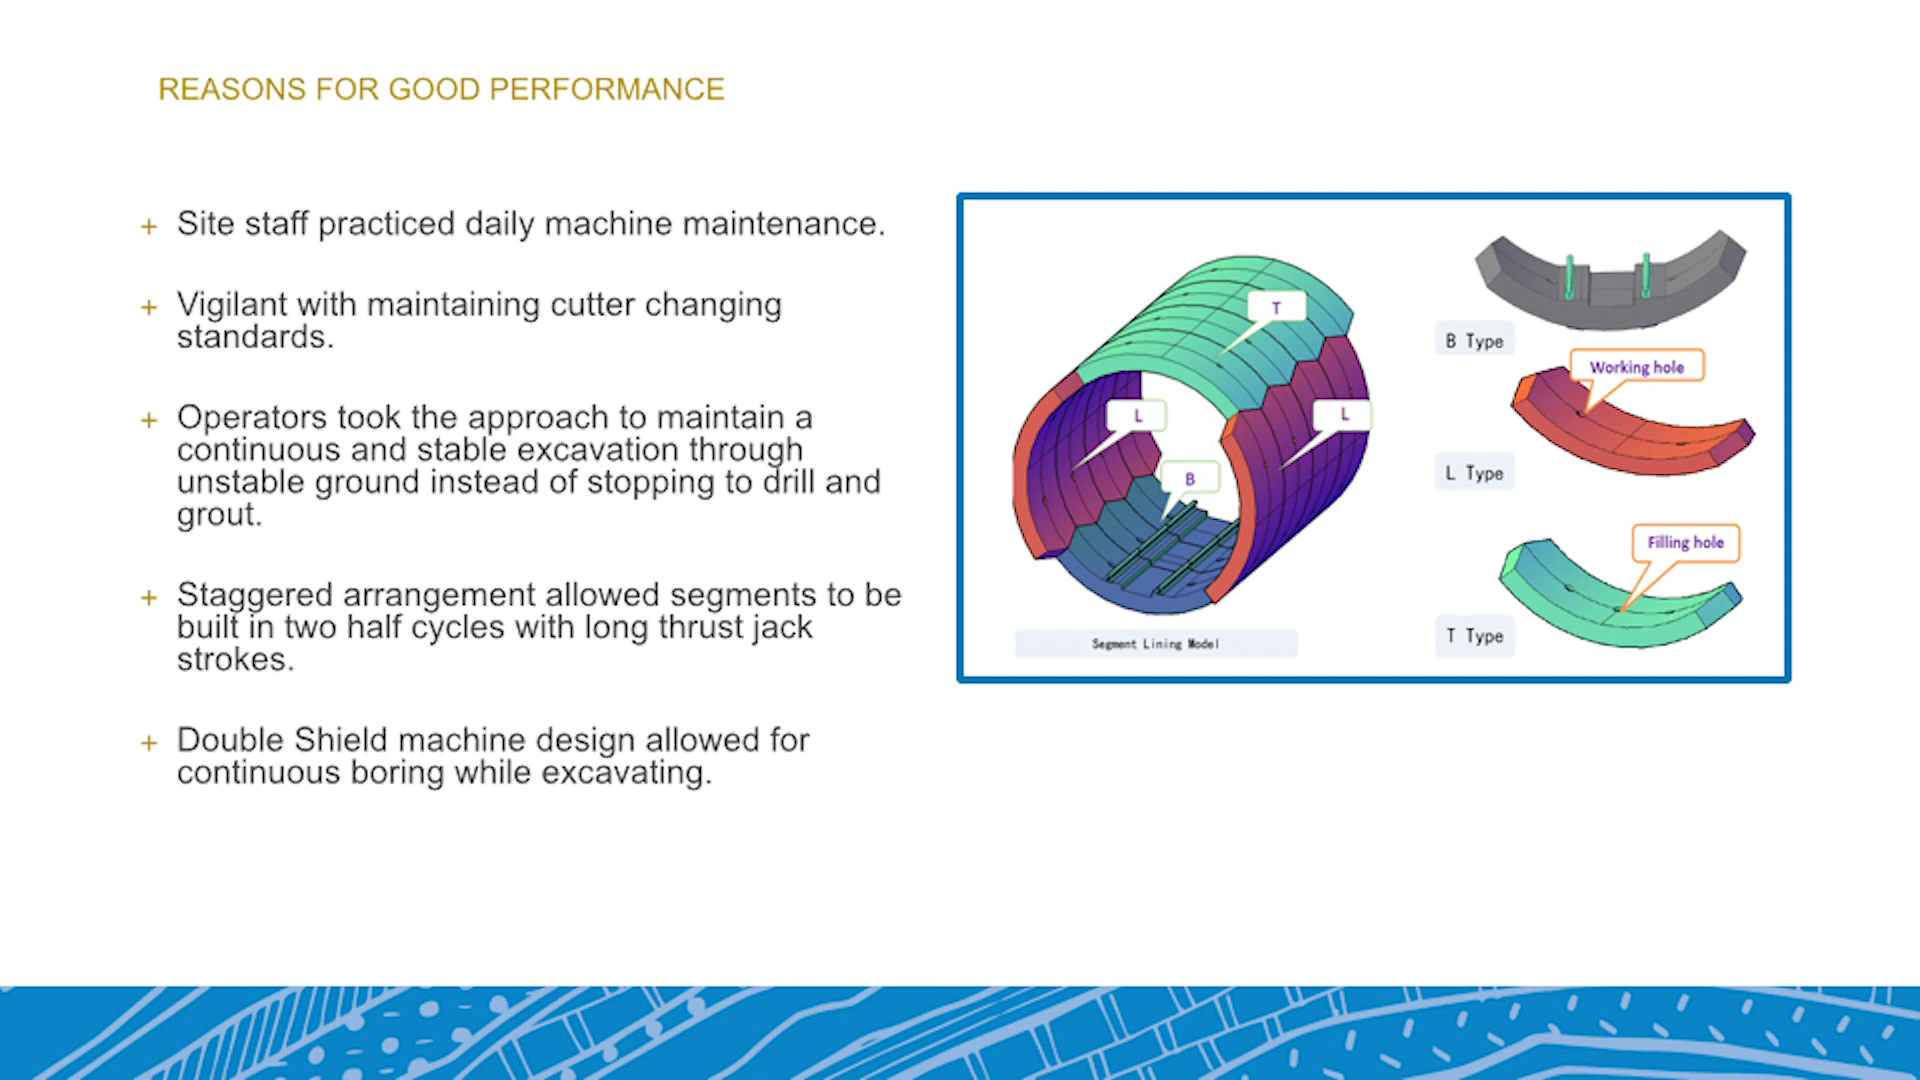 REASONS FOR GOOD PERFORMANCE
+ Site staff practiced daily machine maintenance.
+ Vigilant with maintaining cutter changing
standards.
+ Operators took the approach to maintain a
continuous and stable excavation through
unstable ground instead of stopping to drill and
grout.
+ Staggered arrangement allowed segments to be
built in two half cycles with long thrust jack
strokes.
+ Double Shield machine design allowed for
continuous boring while excavating.
T
L
L
B
Segment Lining Model
B Type
Working hole
L Type
Filling hole
T Type